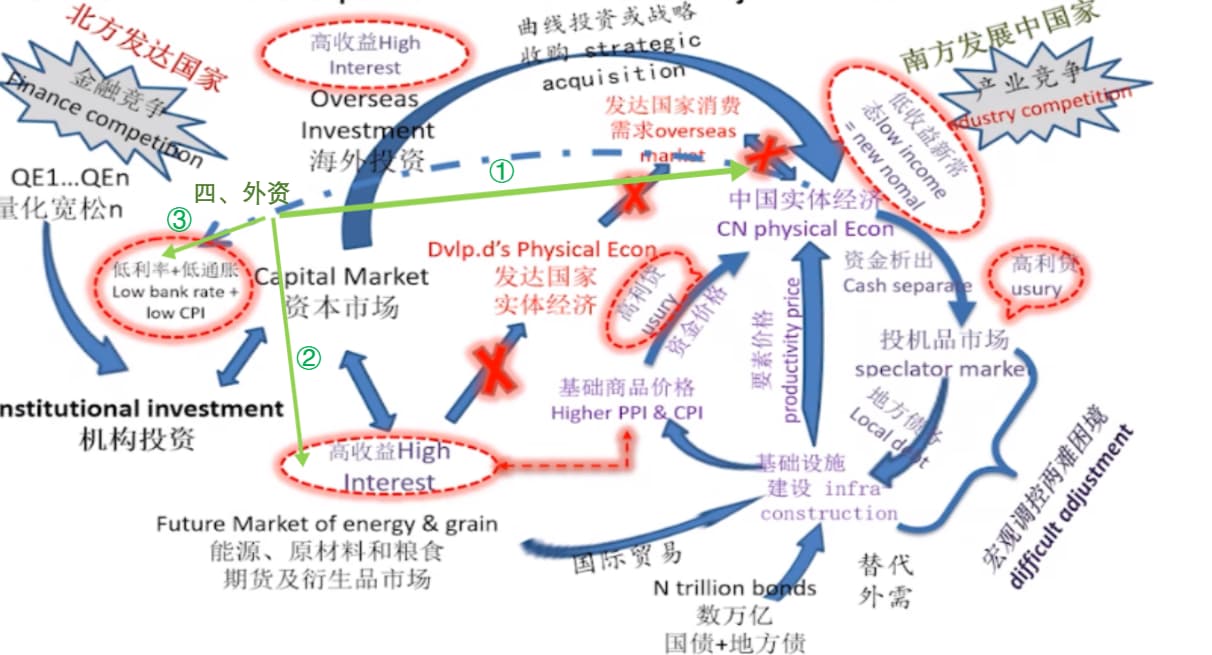 北方发达国家
金融竞争
Finance competition
QE1...QEn
量化宽松n
四、外资
③
低利率+低通胀
Low bank rate +
low CPI
nstitutional investment
机构投资
高收益High
Interest
Overseas
Investment
海外投资
Capital Market
资本市场
②
高收益High
Interest
Future Market of energy & grain
能源、原材料和粮食
期货及衍生品市场
曲线投资或战略
收购 strategic
acquisition
①
发达国家消费
需求overseas
market
Dvlp.d's Physical Econ
发达国家
实体经济
高利贷
usury
资金价格
基础商品价格
Higher PPI & CPI
要素价格
productivity price
中国实体经济
CN physical Econ
南方发展中国家
产业竞争
dustry competition
低收益新常
态low income
= new nomal
资金析出
Cash separate
高利贷
usury
投机品市场
speclator marke
地方债务
Local debt
基础设施
建设 infra-
construction
国际贸易
N trillion bonds
数万亿
国债+地方债
替代
外需
宏观调控两难困境
difficult adjustment